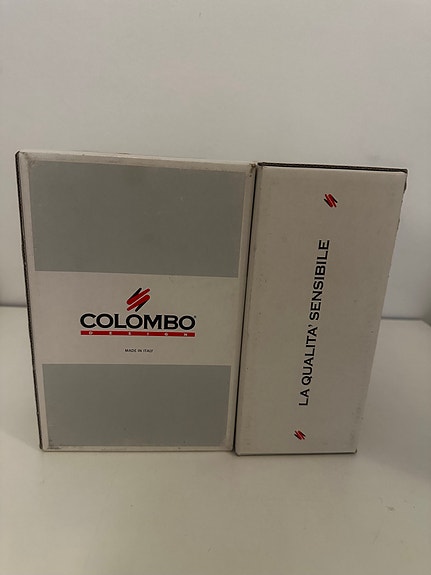 COLOMBO
DESIGN
MADE IN ITALY
LA QUALITA' SENSIBILE